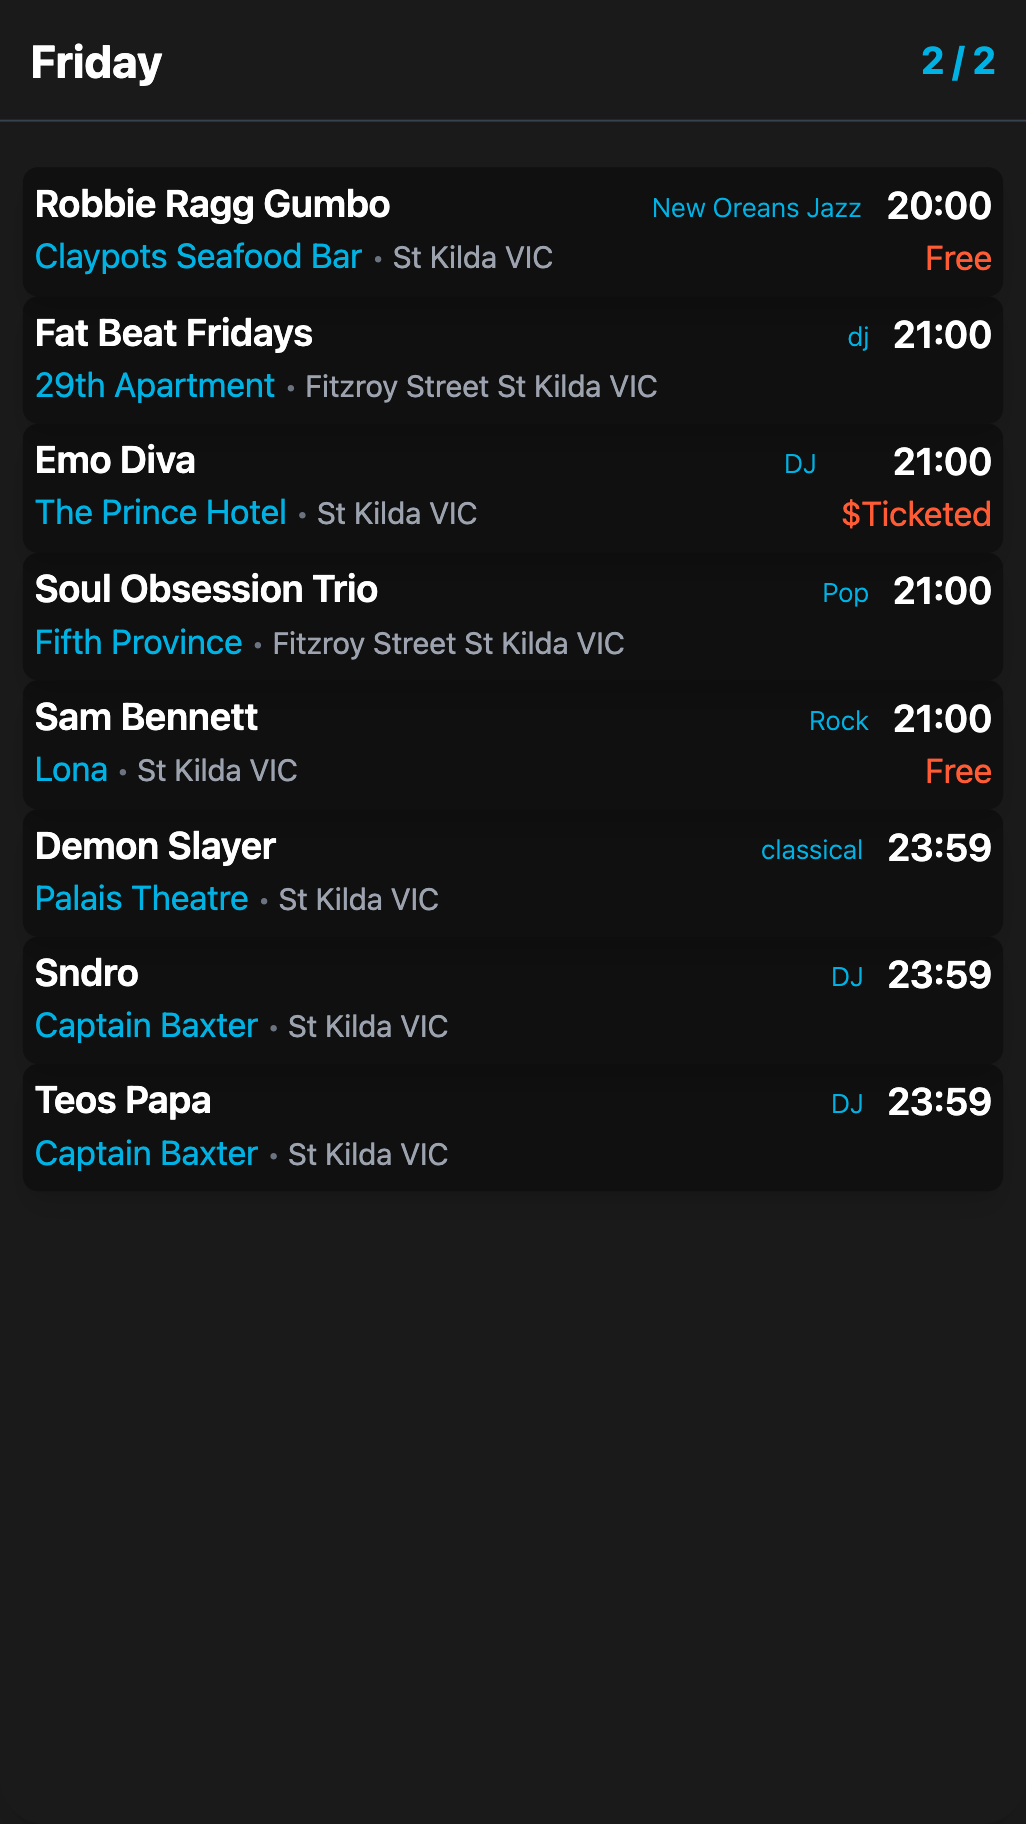 Friday 2 / 2
Robbie Ragg Gumbo New Oreans Jazz 20:00
Claypots Seafood Bar • St Kilda VIC Free
Fat Beat Fridays dj 21:00
29th Apartment • Fitzroy Street St Kilda VIC
Emo Diva DJ 21:00
The Prince Hotel • St Kilda VIC $Ticketed
Soul Obsession Trio Pop 21:00
Fifth Province • Fitzroy Street St Kilda VIC
Sam Bennett Rock 21:00
Lona • St Kilda VIC Free
Demon Slayer classical 23:59
Palais Theatre • St Kilda VIC
Sndro DJ 23:59
Captain Baxter • St Kilda VIC
Teos Papa DJ 23:59
Captain Baxter • St Kilda VIC